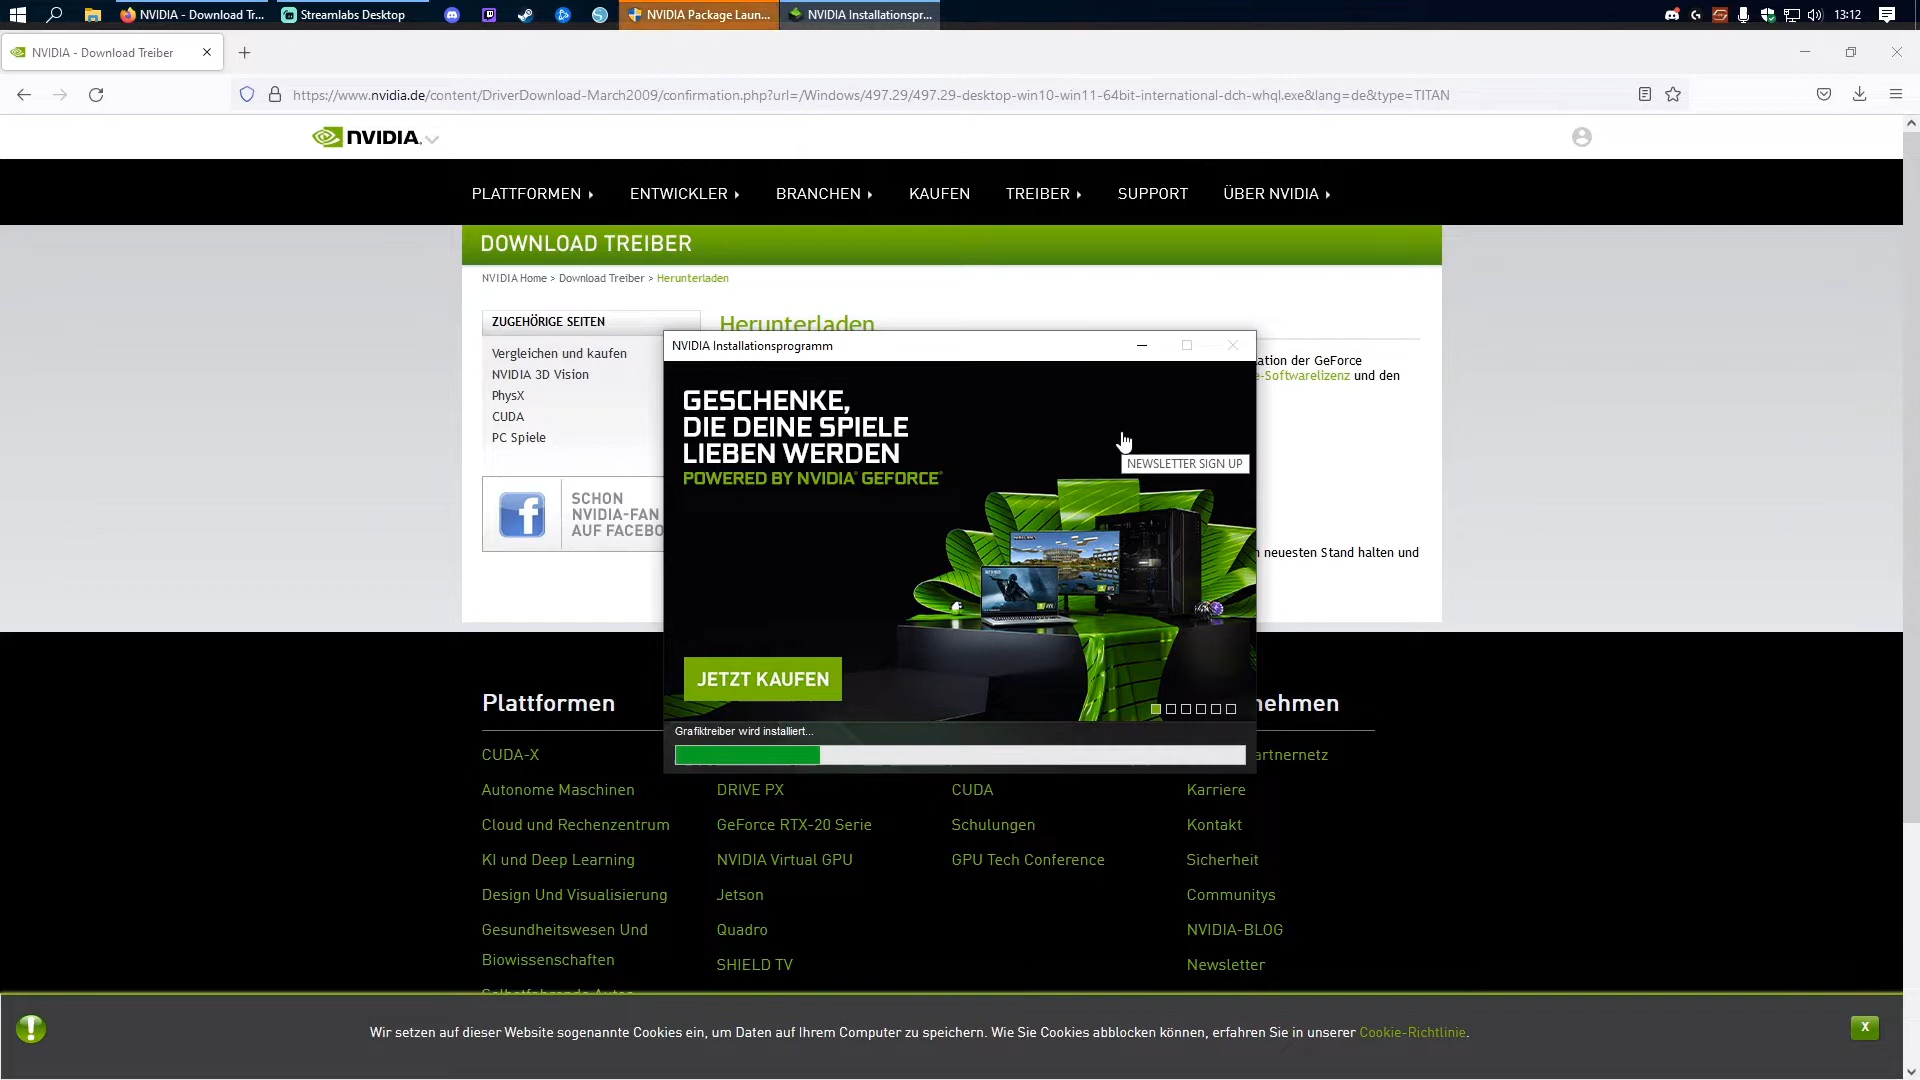 NVIDIA - Download Tr...
Streamlabs Desktop
NVIDIA Package Laun...
NVIDIA Installationspr...
13:12
NVIDIA - Download Treiber
https://www.nvidia.de/content/DriverDownload-March2009/confirmation.php?url=/Windows/497.29/497.29-desktop-win10-win11-64bit-international-dch-whql.exe&lang=de&type=TITAN
NVIDIA.
PLATTFORMEN
ENTWICKLER
BRANCHEN
KAUFEN
TREIBER
SUPPORT
ÜBER NVIDIA
DOWNLOAD TREIBER
NVIDIA Home > Download Treiber > Herunterladen
ZUGEHÖRIGE SEITEN
Vergleichen und kaufen
NVIDIA 3D Vision
PhysX
CUDA
PC Spiele
SCHON
NVIDIA-FAN
AUF FACEBO
Herunterladen
ation der GeForce
e-Softwarelizenz und den
neuesten Stand halten und
NVIDIA Installationsprogramm
GESCHENKE,
DIE DEINE SPIELE
LIEBEN WERDEN
POWERED BY NVIDIA® GEFORCE®
NEWSLETTER SIGN UP
JETZT KAUFEN
Grafiktreiber wird installiert...
Plattformen
CUDA-X
Autonome Maschinen
Cloud und Rechenzentrum
KI und Deep Learning
Design Und Visualisierung
Gesundheitswesen Und
Biowissenschaften
DRIVE PX
GeForce RTX-20 Serie
NVIDIA Virtual GPU
Jetson
Quadro
SHIELD TV
CUDA
Schulungen
GPU Tech Conference
nehmen
artnernetz
Karriere
Kontakt
Sicherheit
Communitys
NVIDIA-BLOG
Newsletter
Wir setzen auf dieser Website sogenannte Cookies ein, um Daten auf Ihrem Computer zu speichern. Wie Sie Cookies abblocken können, erfahren Sie in unserer Cookie-Richtlinie.
X